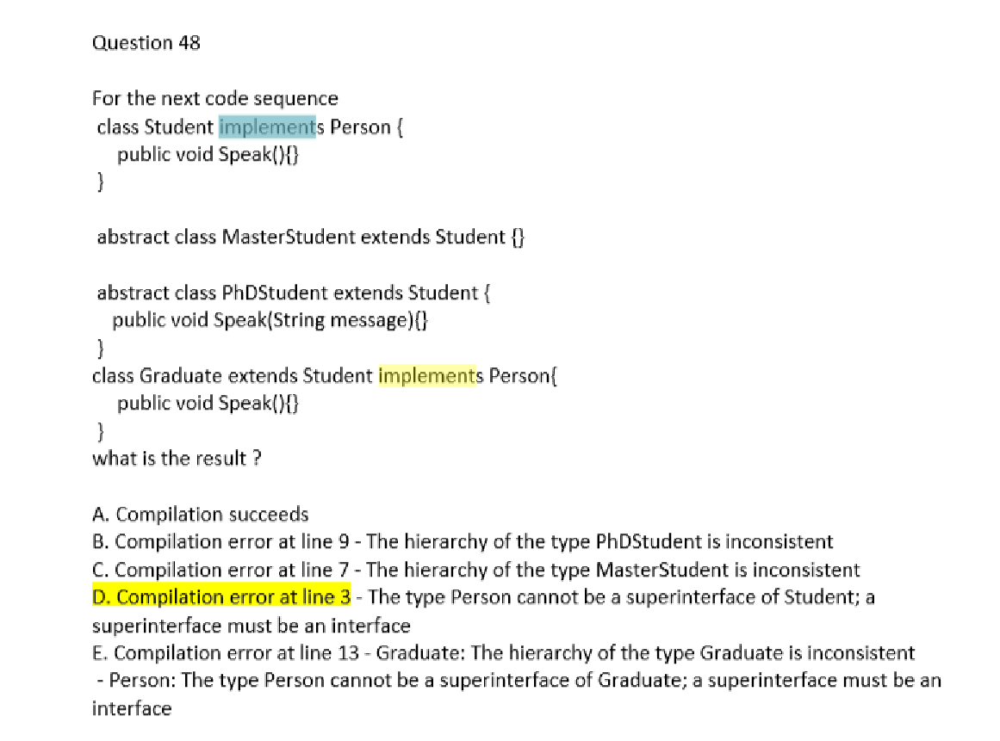 Question 48
For the next code sequence
class Student implements Person {
public void Speak(){}
}
abstract class MasterStudent extends Student {}
abstract class PhDStudent extends Student {
public void Speak(String message){}
}
class Graduate extends Student implements Person{
public void Speak(){}
}
what is the result ?
A. Compilation succeeds
B. Compilation error at line 9 - The hierarchy of the type PhDStudent is inconsistent
C. Compilation error at line 7 - The hierarchy of the type MasterStudent is inconsistent
D. Compilation error at line 3 - The type Person cannot be a superinterface of Student; a
superinterface must be an interface
E. Compilation error at line 13 - Graduate: The hierarchy of the type Graduate is inconsistent
- Person: The type Person cannot be a superinterface of Graduate; a superinterface must be an
interface